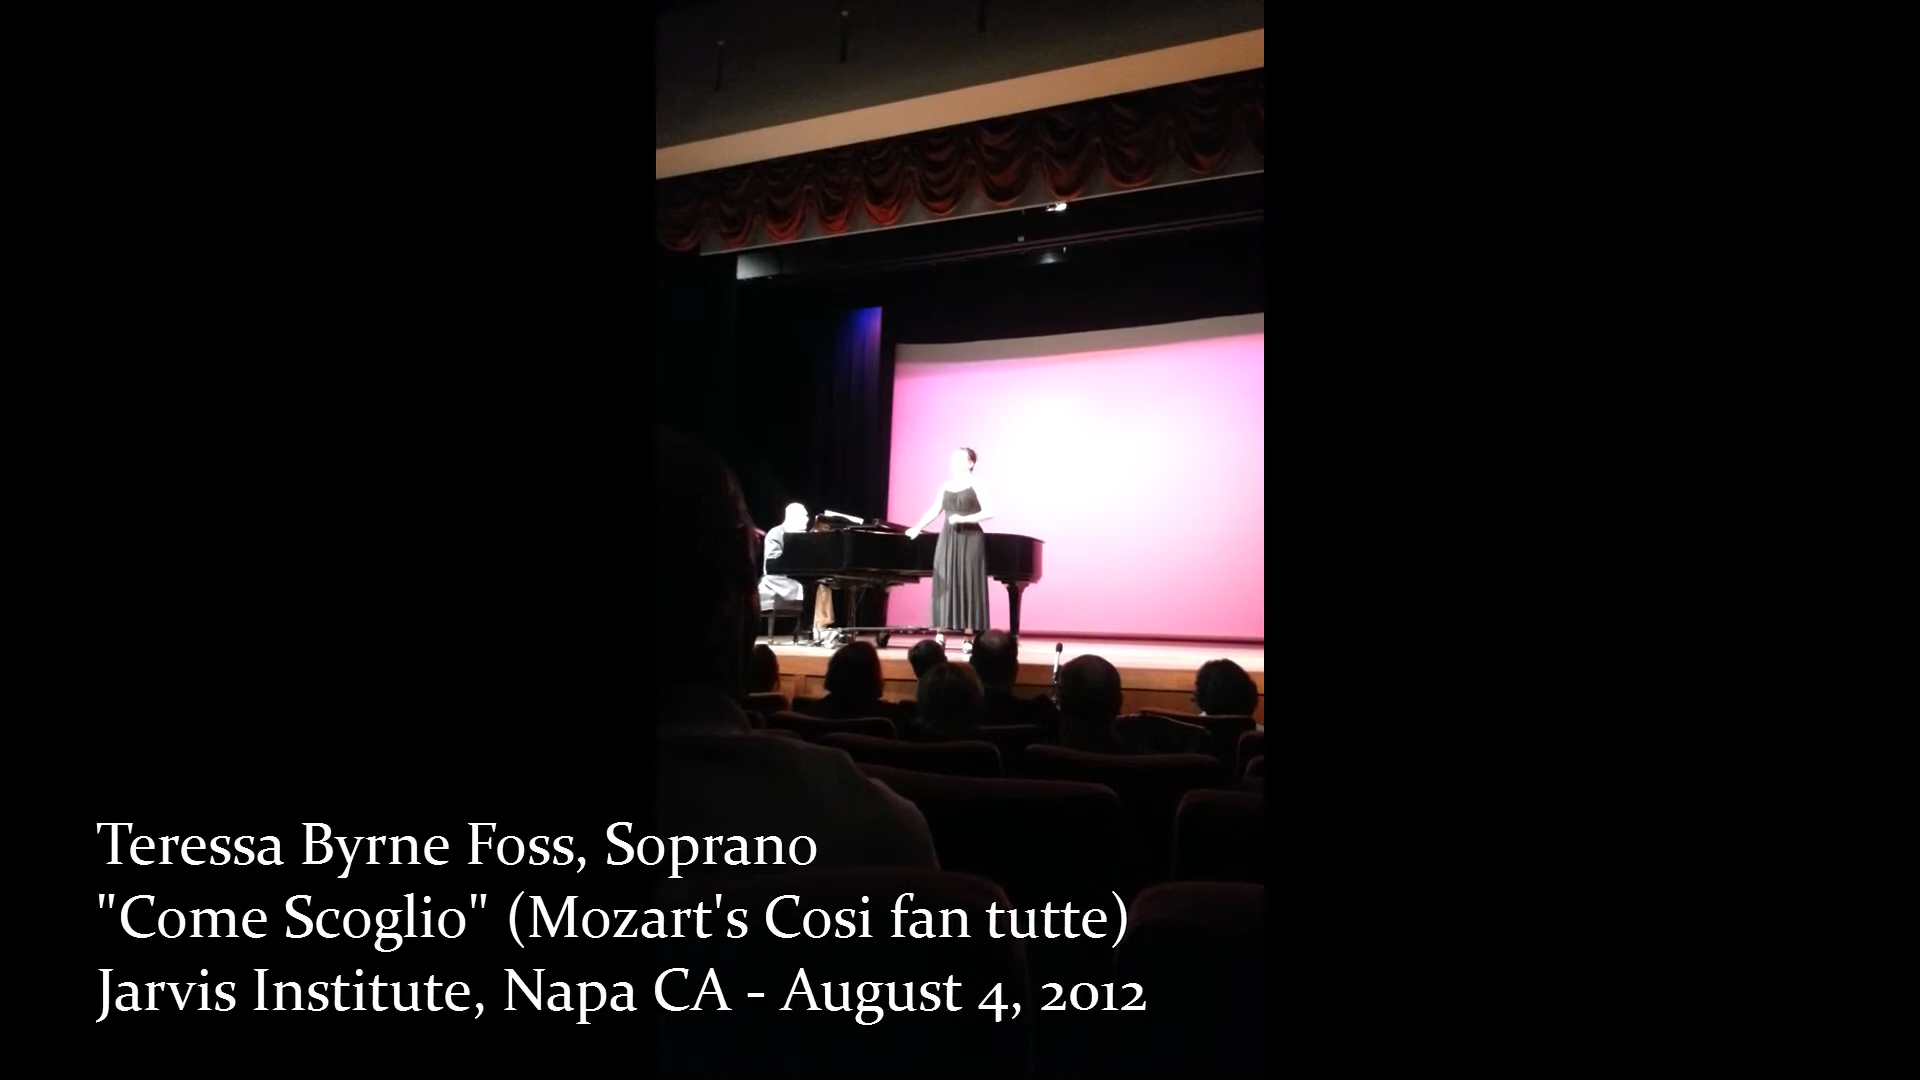 Teressa Byrne Foss, Soprano
"Come Scoglio" (Mozart's Cosi fan tutte)
Jarvis Institute, Napa CA - August 4, 2012